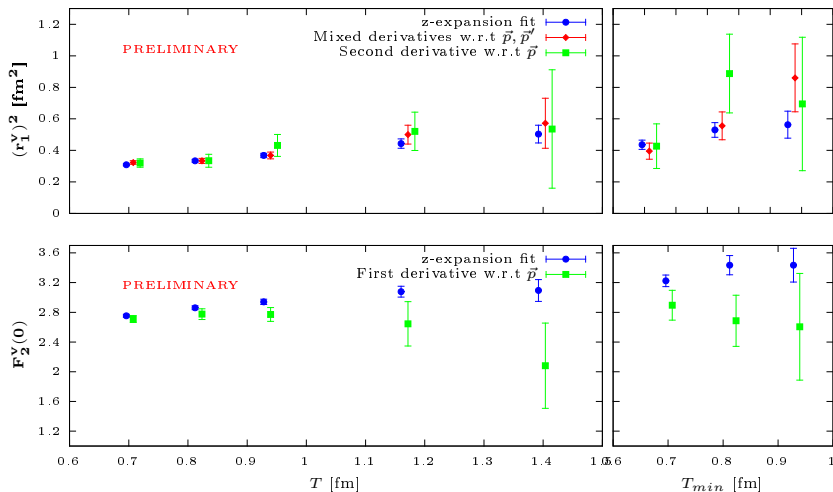 z-expansion fit
Mixed derivatives w.r.t p⃗, p⃗′
Second derivative w.r.t p⃗
PRELIMINARY
(r₁ᵛ)² [fm²]
1.2
1
0.8
0.6
0.4
0.2
0
z-expansion fit
First derivative w.r.t p⃗
PRELIMINARY
F₂ᵛ(0)
3.6
3.2
2.8
2.4
2
1.6
1.2
0.6 0.7 0.8 0.9 1 1.1 1.2 1.3 1.4 0.6 0.7 0.8 0.9 1
T [fm]
T_min [fm]